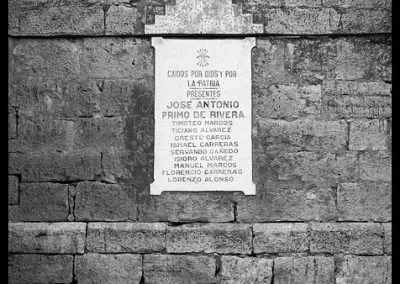 CAIDOS POR DIOS Y POR
LA PATRIA
PRESENTES
JOSE ANTONIO
PRIMO DE RIVERA
TIMOTEO MARCOS
TICIANO ALVAREZ
ORESTE GARCIA
ISMAEL CARRERAS
SERVANDO CAÑEDO
ISIDRO ALVAREZ
MANUEL MARCOS
FLORENCIO CARRERAS
LORENZO ALONSO